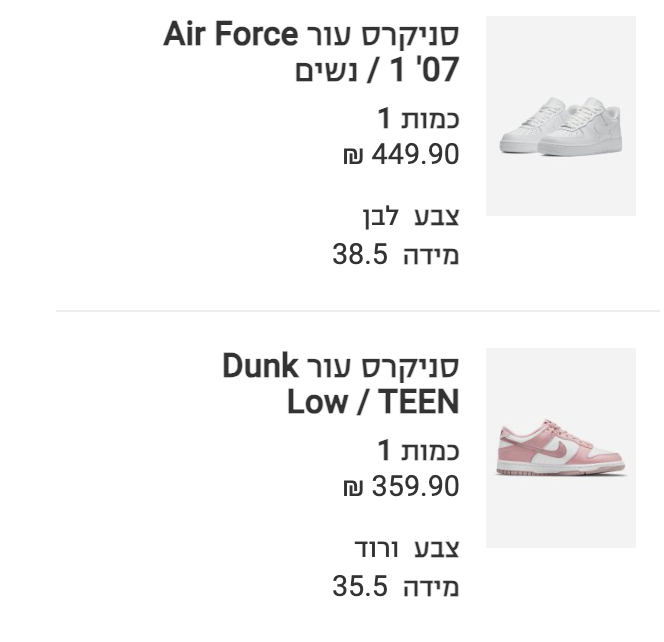 סניקרס עור Air Force
1 '07 / נשים
כמות 1
449.90 ₪
צבע לבן
מידה 38.5
סניקרס עור Dunk
Low / TEEN
כמות 1
359.90 ₪
צבע ורוד
מידה 35.5